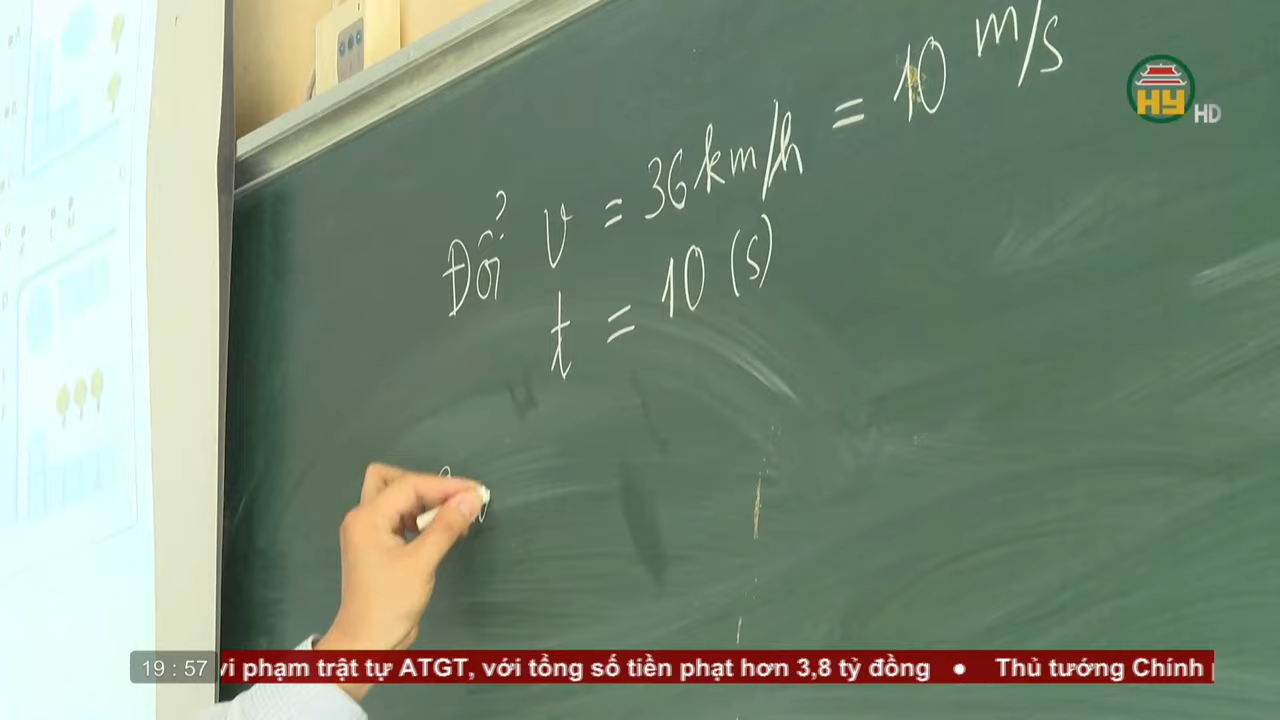 Đổi v = 36 km/h = 10 m/s
t = 10 (s)
HY HD
19 : 57
vi phạm trật tự ATGT, với tổng số tiền phạt hơn 3,8 tỷ đồng ● Thủ tướng Chính